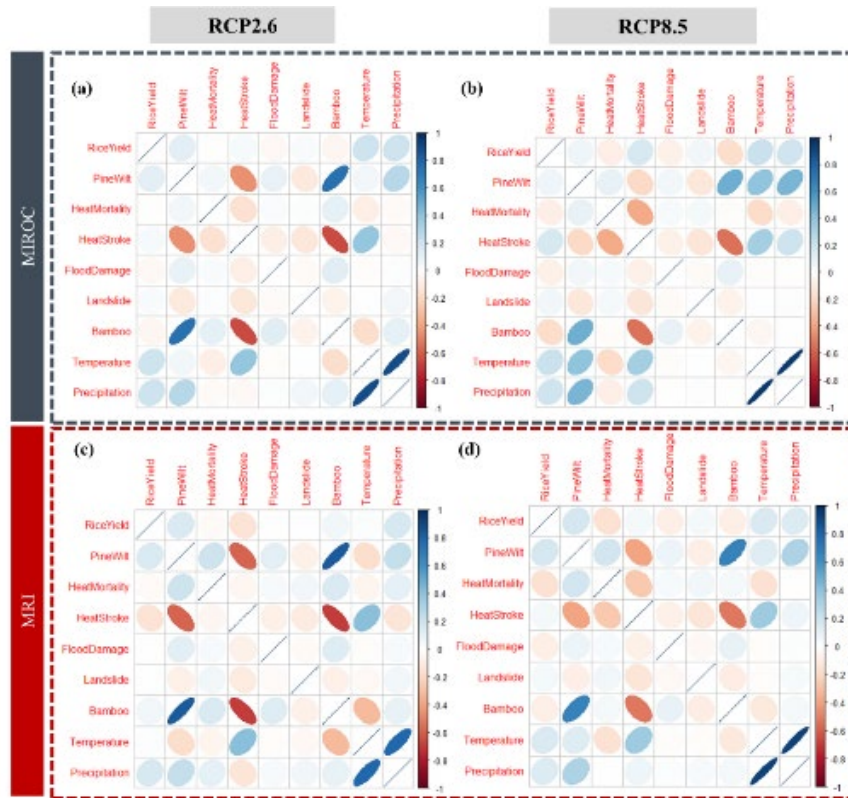 RCP2.6 RCP8.5
MIROC
(a)
RiceYield PineWilt HeatMortality HeatStroke FloodDamage Landslide Bamboo Temperature Precipitation
RiceYield
PineWilt
HeatMortality
HeatStroke
FloodDamage
Landslide
Bamboo
Temperature
Precipitation
1
0.8
0.6
0.4
0.2
0
-0.2
-0.4
-0.6
-0.8
-1
(b)
RiceYield PineWilt HeatMortality HeatStroke FloodDamage Landslide Bamboo Temperature Precipitation
RiceYield
PineWilt
HeatMortality
HeatStroke
FloodDamage
Landslide
Bamboo
Temperature
Precipitation
1
0.8
0.6
0.4
0.2
0
-0.2
-0.4
-0.6
-0.8
-1
MRI
(c)
RiceYield PineWilt HeatMortality HeatStroke FloodDamage Landslide Bamboo Temperature Precipitation
RiceYield
PineWilt
HeatMortality
HeatStroke
FloodDamage
Landslide
Bamboo
Temperature
Precipitation
1
0.8
0.6
0.4
0.2
0
-0.2
-0.4
-0.6
-0.8
-1
(d)
RiceYield PineWilt HeatMortality HeatStroke FloodDamage Landslide Bamboo Temperature Precipitation
RiceYield
PineWilt
HeatMortality
HeatStroke
FloodDamage
Landslide
Bamboo
Temperature
Precipitation
1
0.8
0.6
0.4
0.2
0
-0.2
-0.4
-0.6
-0.8
-1